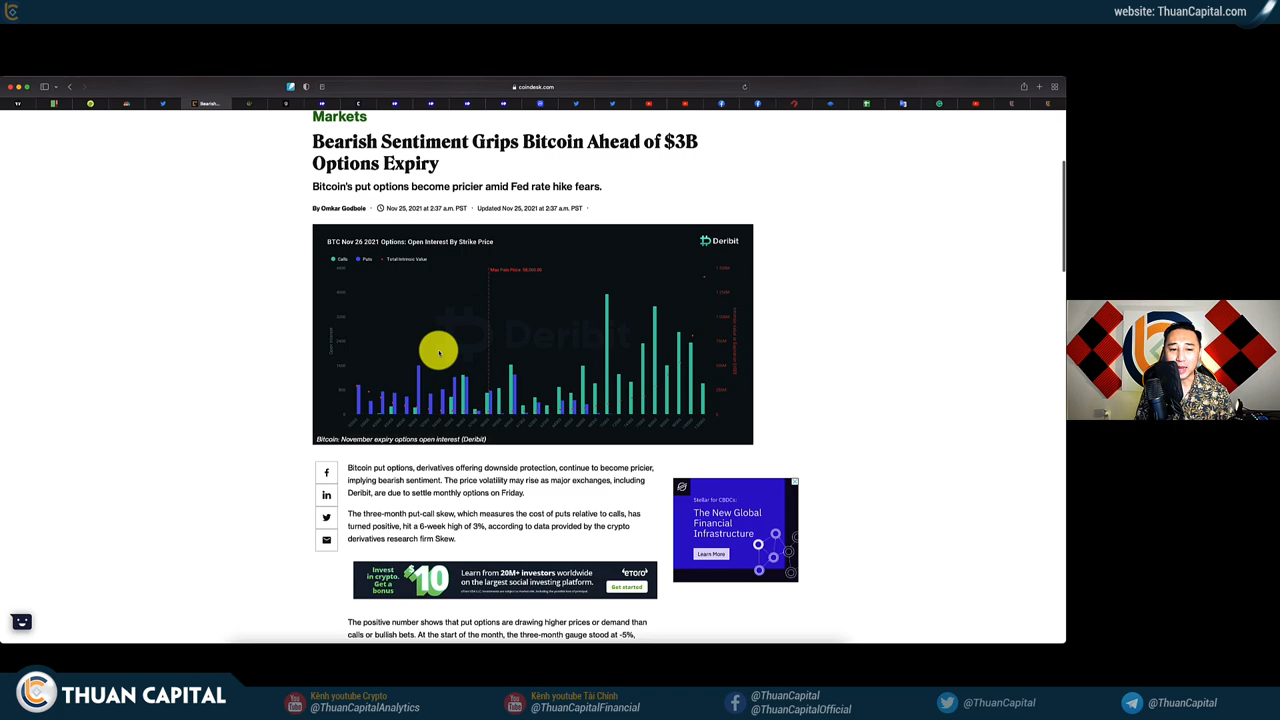 website: ThuanCapital.com
coindesk.com
Bearish...
Markets
Bearish Sentiment Grips Bitcoin Ahead of $3B
Options Expiry
Bitcoin's put options become pricier amid Fed rate hike fears.
By Omkar Godbole · Nov 25, 2021 at 2:37 a.m. PST · Updated Nov 25, 2021 at 2:37 a.m. PST ·
BTC Nov 26 2021 Options: Open Interest By Strike Price
Deribit
Calls Puts Total Intrinsic Value
Deribit
Open Interest
Bitcoin: November expiry options open interest (Deribit)
Bitcoin put options, derivatives offering downside protection, continue to become pricier,
implying bearish sentiment. The price volatility may rise as major exchanges, including
Deribit, are due to settle monthly options on Friday.
The three-month put-call skew, which measures the cost of puts relative to calls, has
turned positive, hit a 6-week high of 3%, according to data provided by the crypto
derivatives research firm Skew.
Stellar for CBDCs:
The New Global
Financial
Infrastructure
Learn More
Invest
in crypto.
Get a
bonus
$10
Learn from 20M+ investors worldwide
on the largest social investing platform.
eToro
Get started
The positive number shows that put options are drawing higher prices or demand than
calls or bullish bets. At the start of the month, the three-month gauge stood at -5%,
THUAN CAPITAL
Kênh youtube Crypto
@ThuanCapitalAnalytics
Kênh youtube Tài Chính
@ThuanCapitalFinancial
@ThuanCapital
@ThuanCapitalOfficial
@ThuanCapital
@ThuanCapital